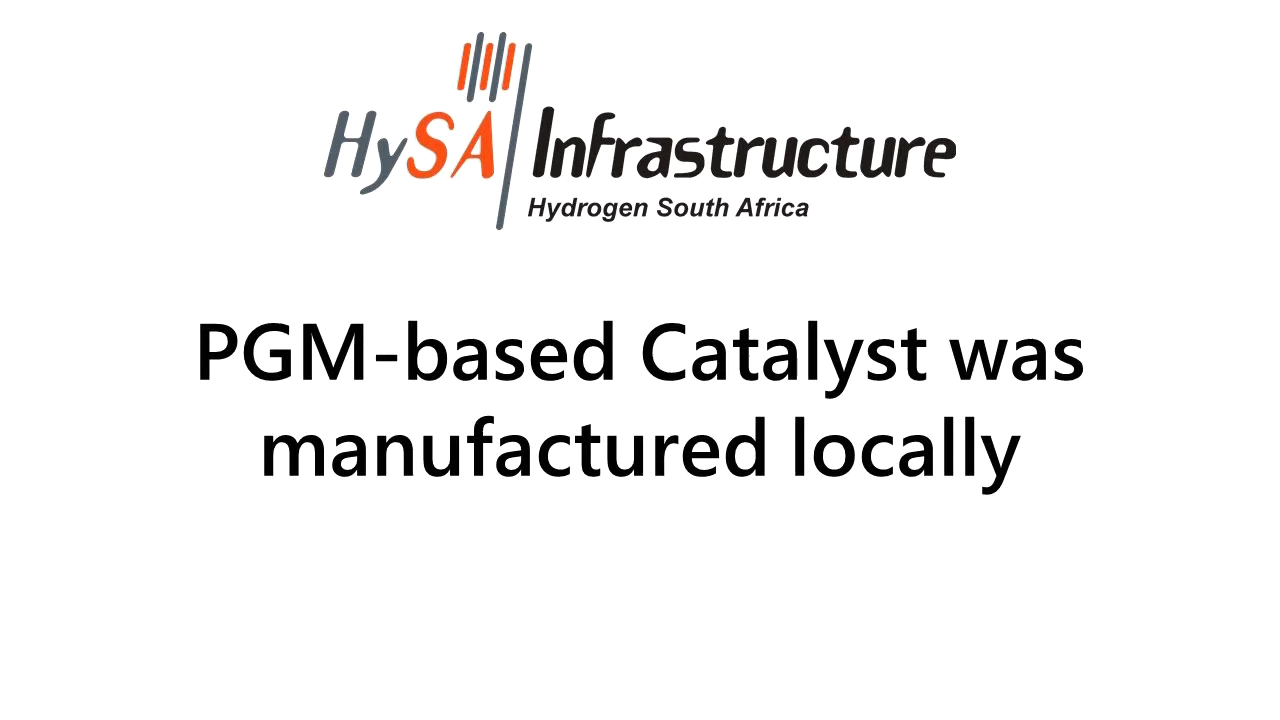 HySA Infrastructure
Hydrogen South Africa
PGM-based Catalyst was
manufactured locally